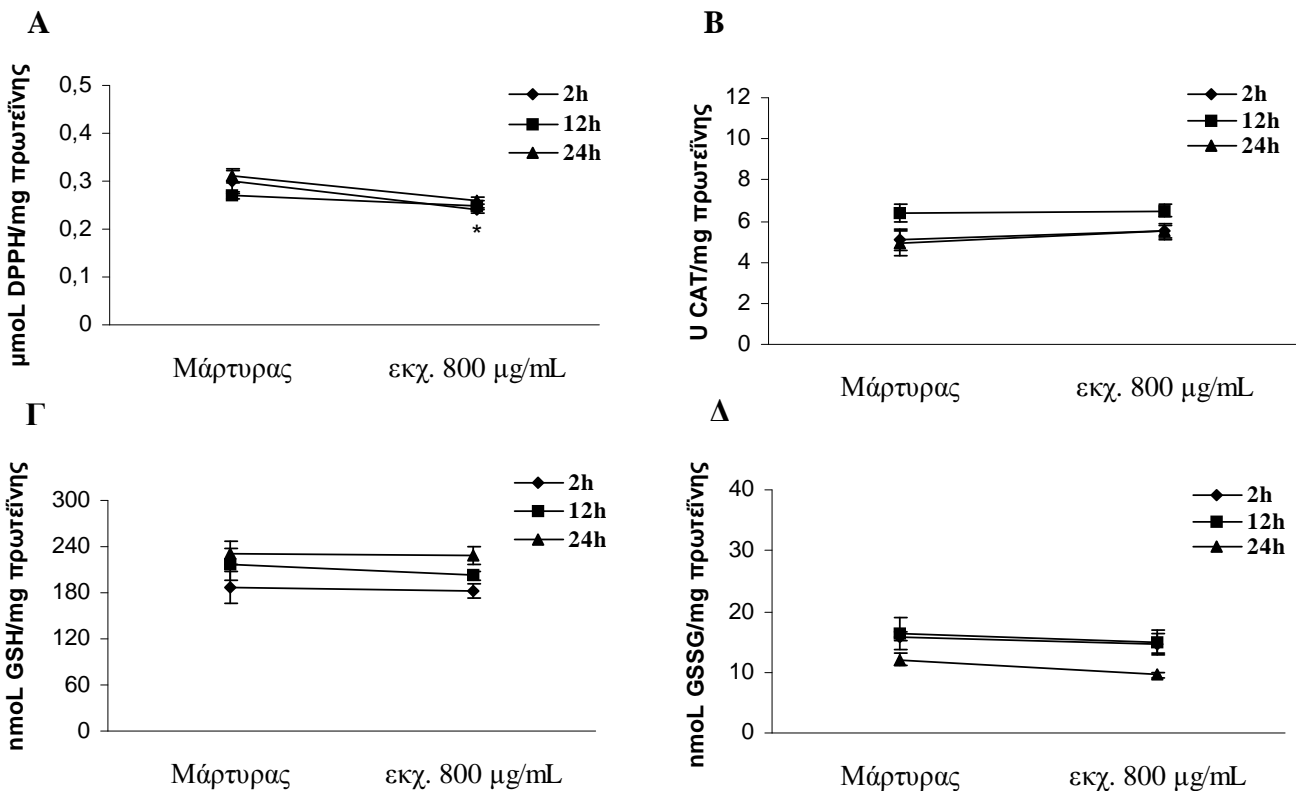 Α
μmoL DPPH/mg πρωτεΐνης
0,5
0,4
0,3
0,2
0,1
0
2h
12h
24h
*
Μάρτυρας εκχ. 800 μg/mL
Β
U CAT/mg πρωτεΐνης
12
10
8
6
4
2
0
2h
12h
24h
Μάρτυρας εκχ. 800 μg/mL
Γ
nmoL GSH/mg πρωτεΐνης
300
240
180
120
60
0
2h
12h
24h
Μάρτυρας εκχ. 800 μg/mL
Δ
nmoL GSSG/mg πρωτεΐνης
40
30
20
10
0
2h
12h
24h
Μάρτυρας εκχ. 800 μg/mL